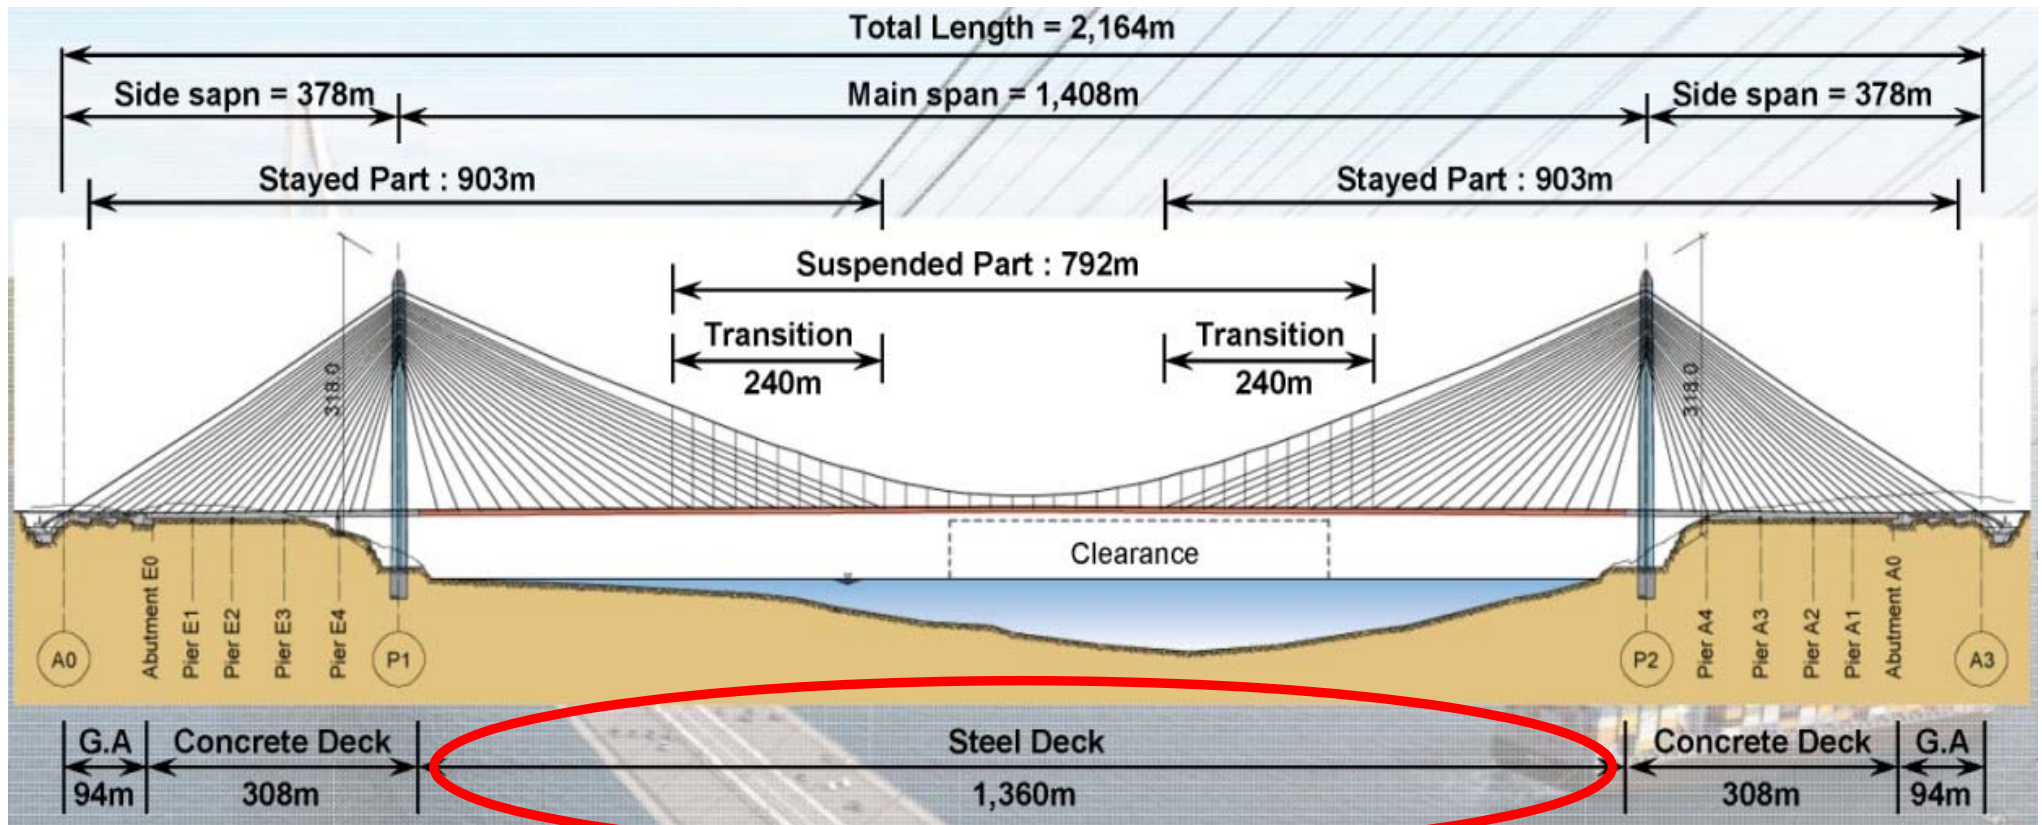 Total Length = 2,164m
Side sapn = 378m
Main span = 1,408m
Side span = 378m
Stayed Part : 903m
Stayed Part : 903m
Suspended Part : 792m
Transition
240m
Transition
240m
318.0
318.0
Clearance
A0
Abutment E0
Pier E1
Pier E2
Pier E3
Pier E4
P1
P2
Pier A4
Pier A3
Pier A2
Pier A1
Abutment A0
A3
G.A
94m
Concrete Deck
308m
Steel Deck
1,360m
Concrete Deck
308m
G.A
94m